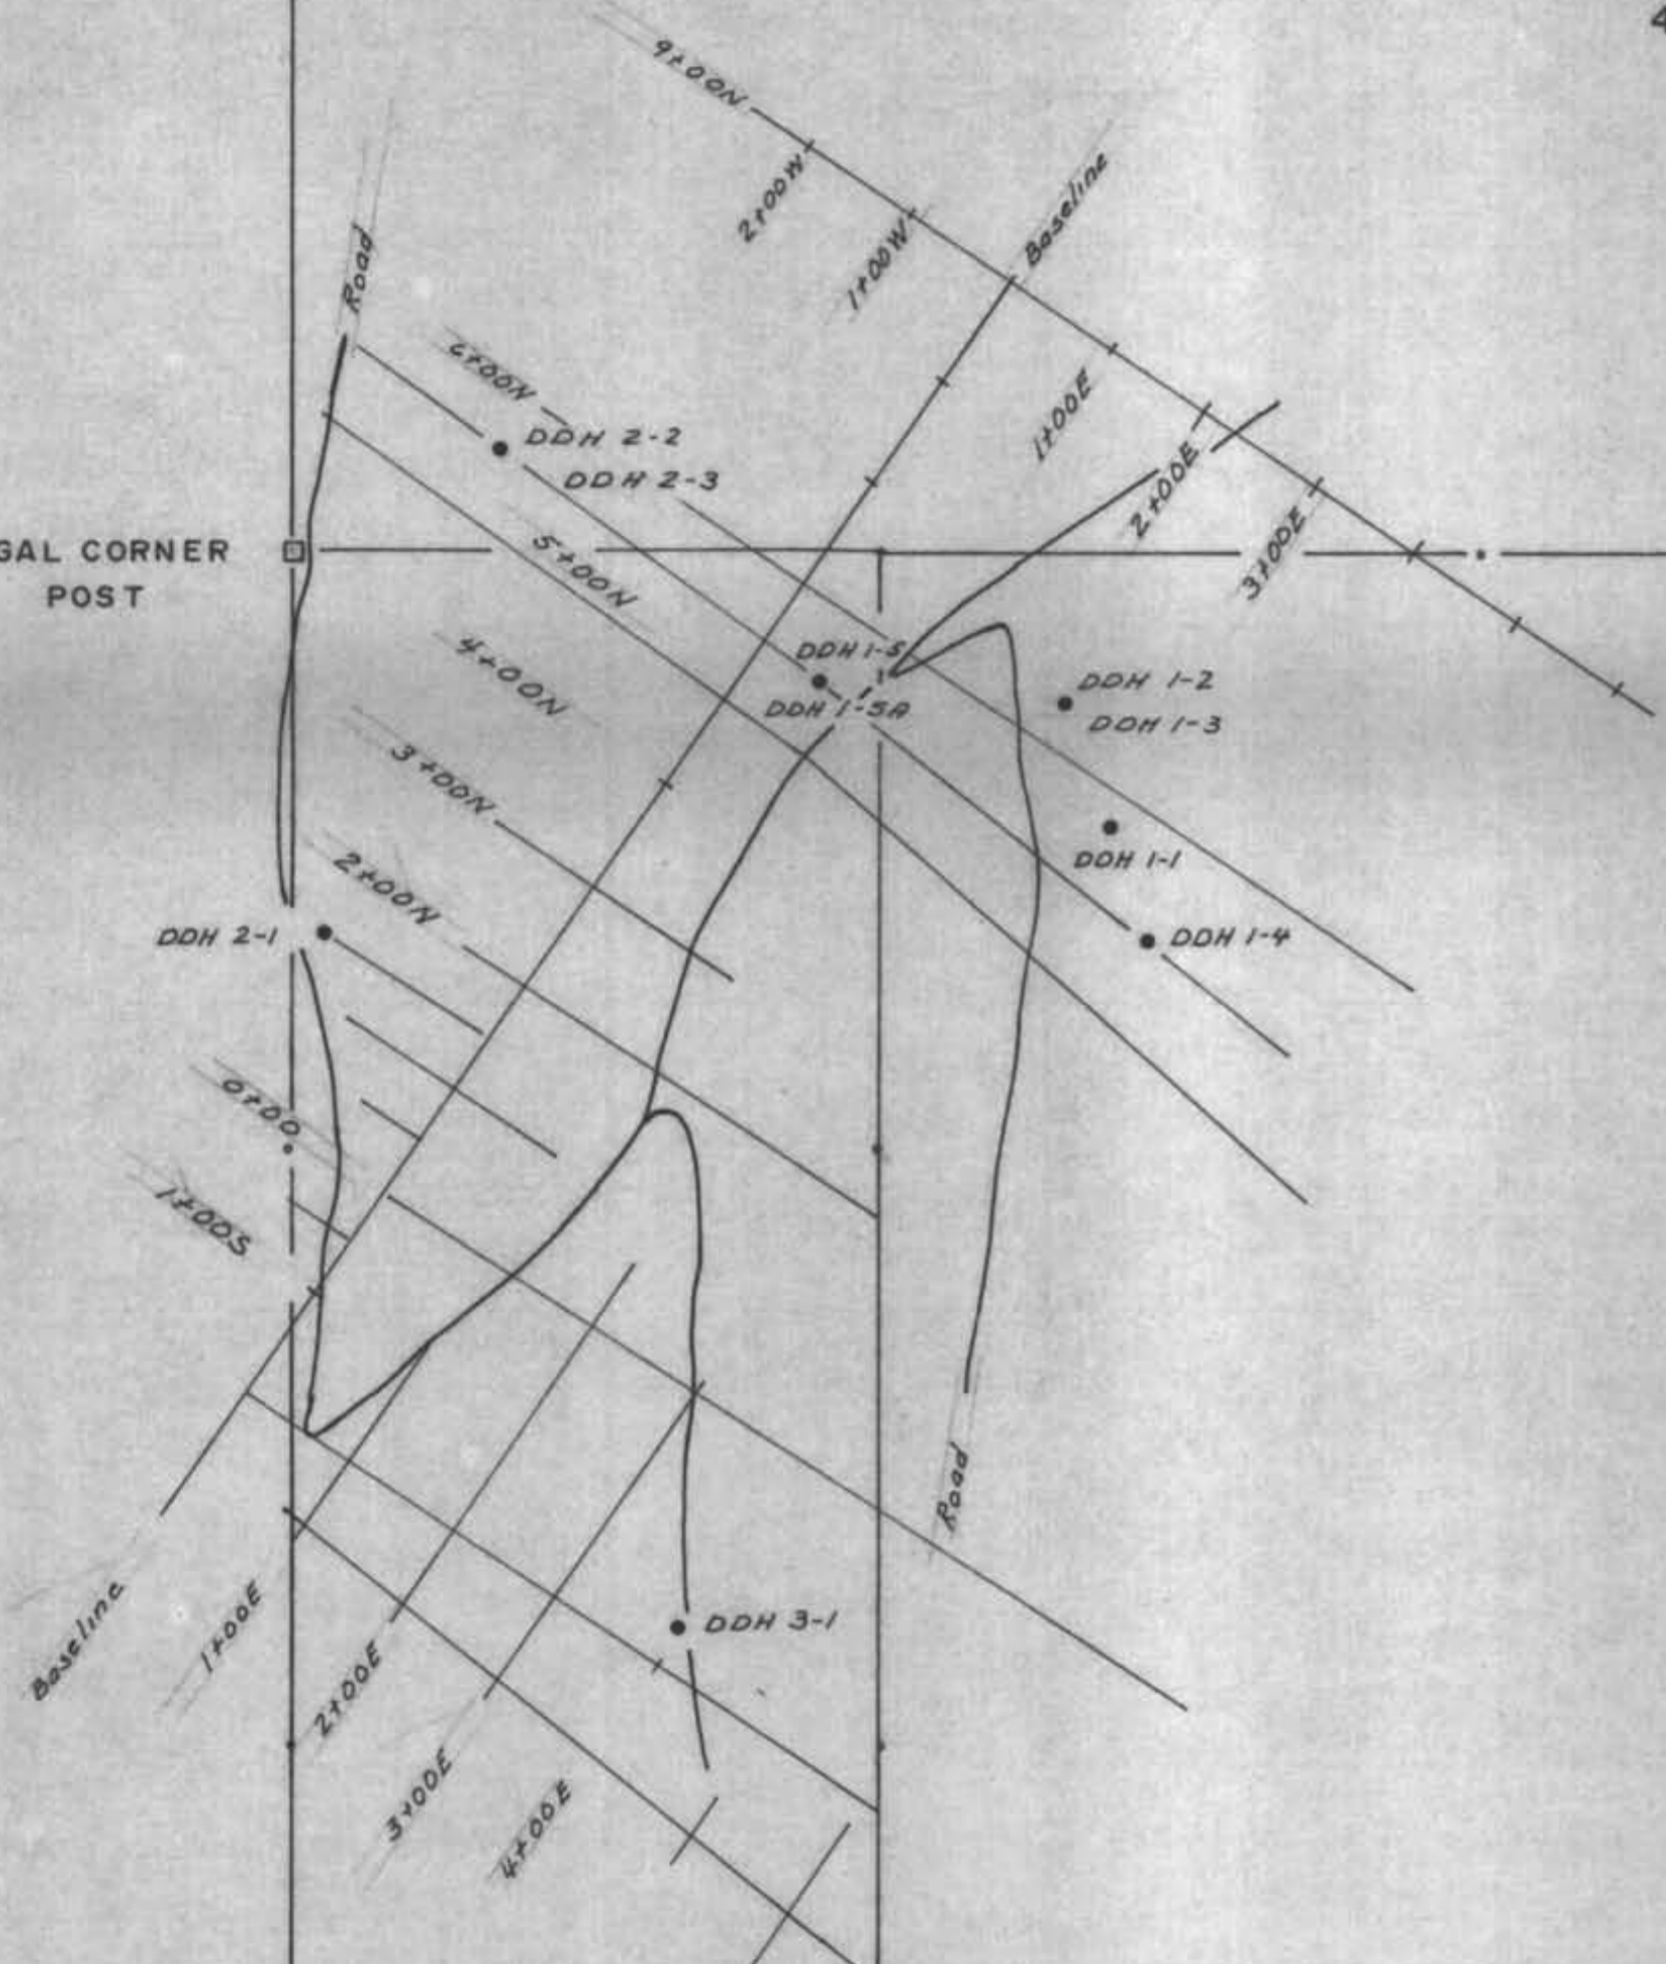 9+00N
2+00W
1+00W
Baseline
Road
6+00N
1+00E
DDH 2-2
DDH 2-3
2+00E
3+00E
GAL CORNER
POST
5+00N
4+00N
DDH 1-5
DDH 1-5A
DDH 1-2
DDH 1-3
3+00N
DDH 1-1
2+00N
DDH 2-1
DDH 1-4
0+00
1+00S
Road
Baseline
1+00E
2+00E
DDH 3-1
3+00E
4+00E